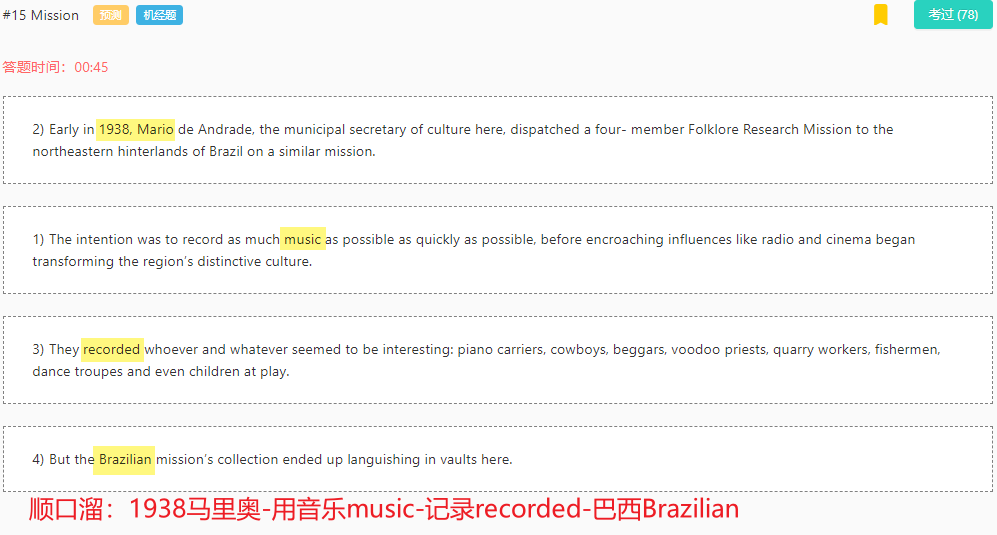 #15 Mission 预测 机经题 考过 (78)
答题时间：00:45
2) Early in 1938, Mario de Andrade, the municipal secretary of culture here, dispatched a four- member Folklore Research Mission to the
northeastern hinterlands of Brazil on a similar mission.
1) The intention was to record as much music as possible as quickly as possible, before encroaching influences like radio and cinema began
transforming the region's distinctive culture.
3) They recorded whoever and whatever seemed to be interesting: piano carriers, cowboys, beggars, voodoo priests, quarry workers, fishermen,
dance troupes and even children at play.
4) But the Brazilian mission's collection ended up languishing in vaults here.
顺口溜：1938马里奥-用音乐music-记录recorded-巴西Brazilian